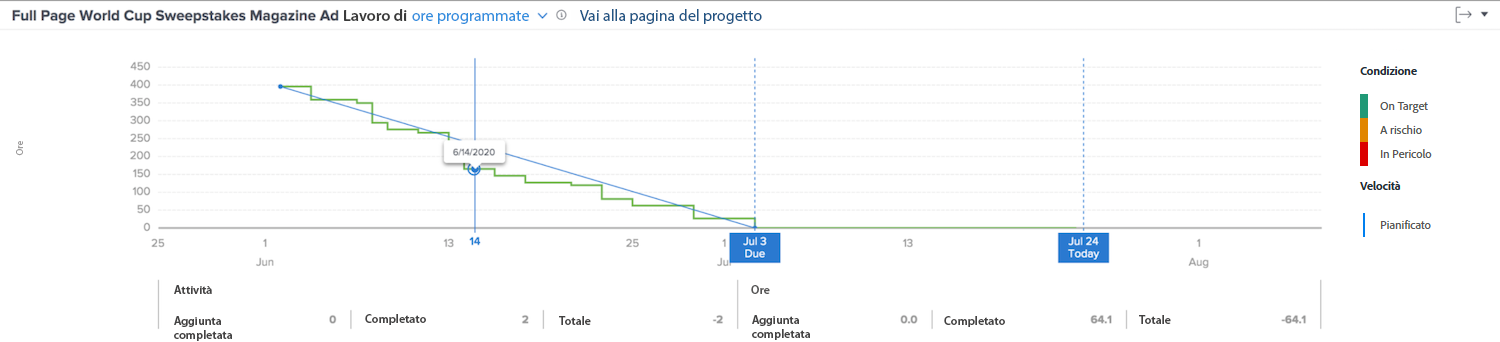 Full Page World Cup Sweepstakes Magazine Ad Lavoro di ore programmate Vai alla pagina del progetto
450
400
350
300
250
200
150
100
50
0
Ore
6/14/2020
25 1 13 14 25 1 13 1
Jun Aug
Jul 3
Due
Jul 24
Today
Condizione
On Target
A rischio
In Pericolo
Velocità
Pianificato
Attività
Aggiunta
completata
0
Completato 2
Totale -2
Ore
Aggiunta
completata
0.0
Completato 64.1
Totale -64.1